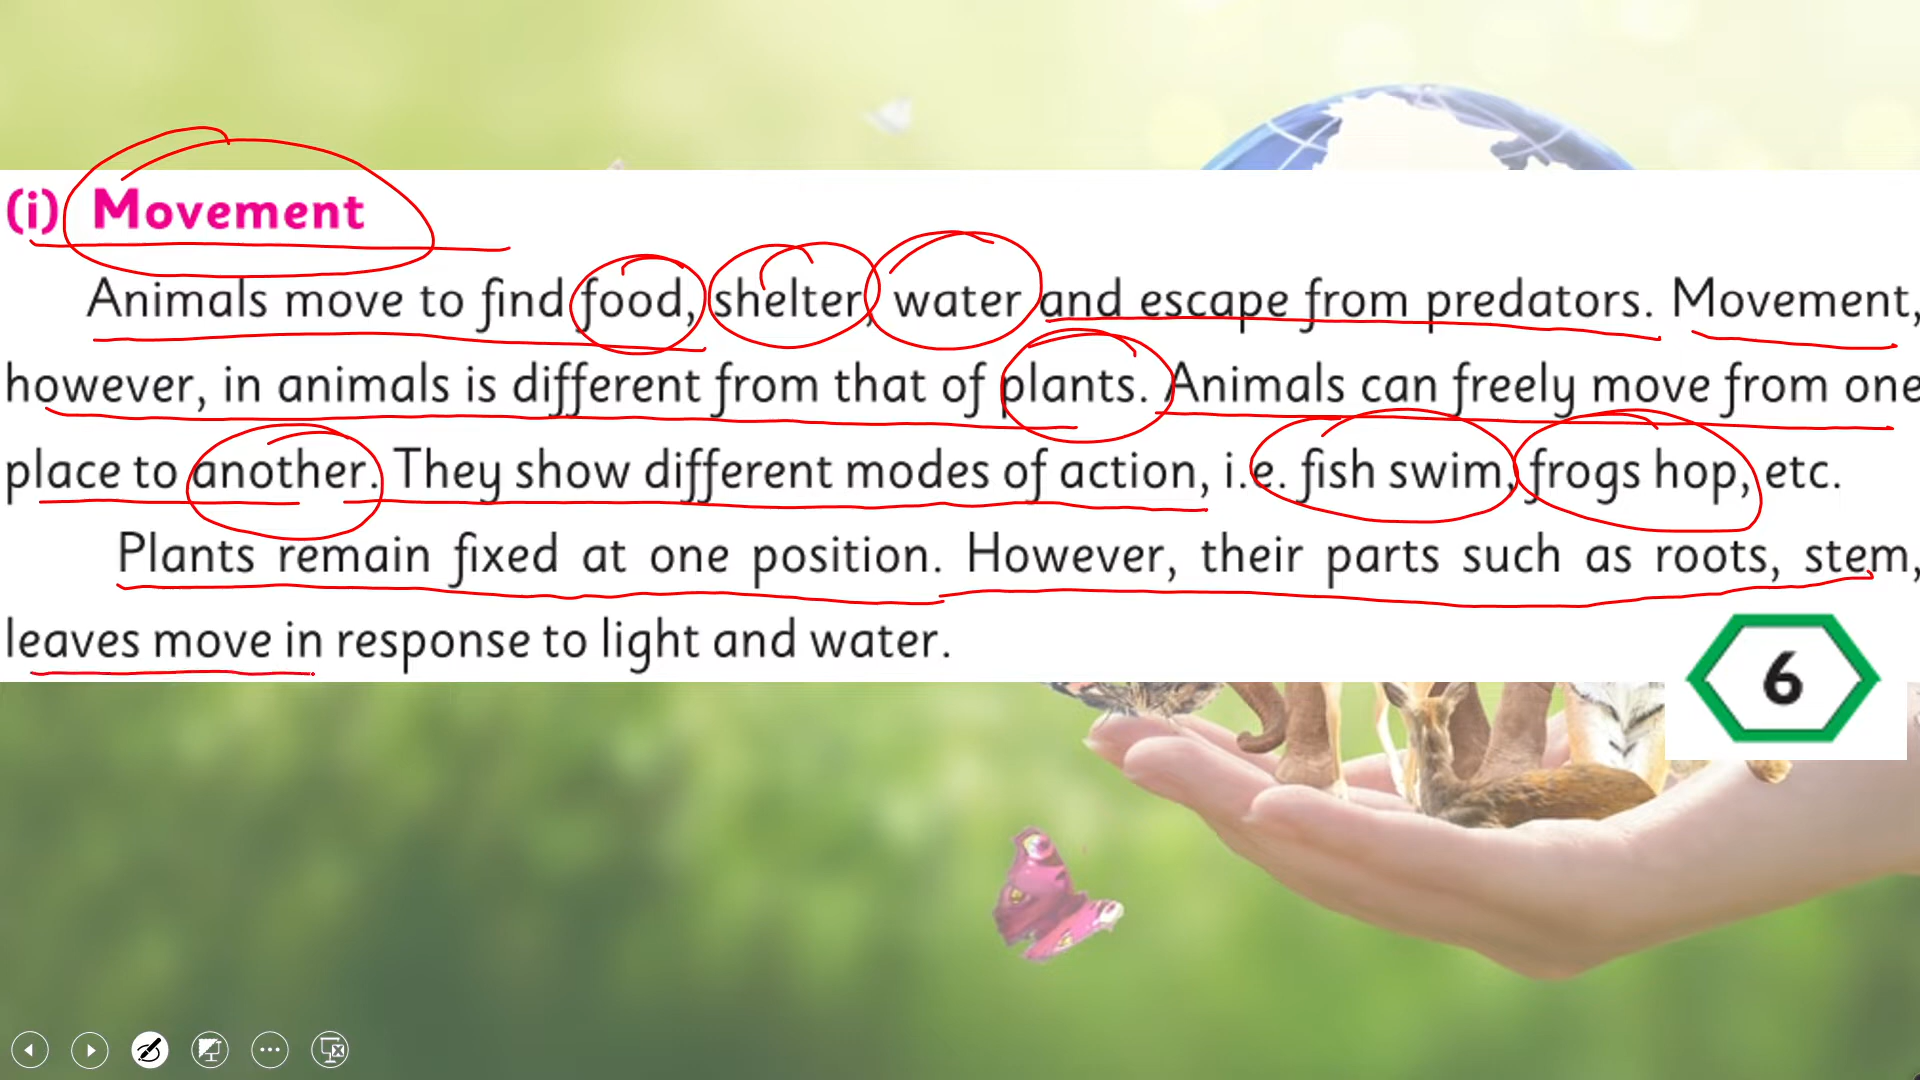 (i) Movement
Animals move to find food, shelter, water and escape from predators. Movement,
however, in animals is different from that of plants. Animals can freely move from one
place to another. They show different modes of action, i.e. fish swim, frogs hop, etc.
Plants remain fixed at one position. However, their parts such as roots, stem,
leaves move in response to light and water.
6